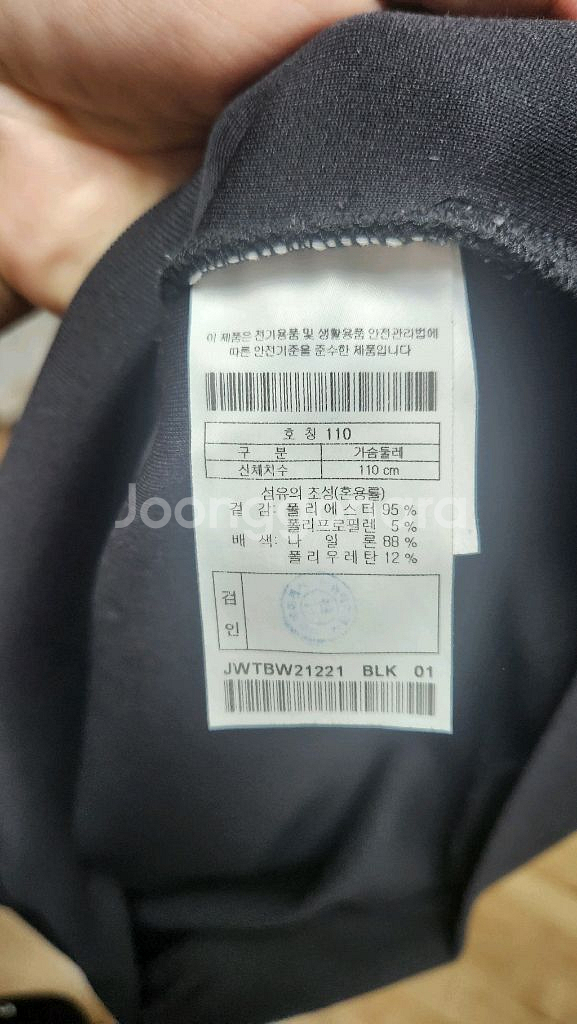 이 제품은 전기용품 및 생활용품 안전관리법에
따른 안전기준을 준수한 제품입니다
호 칭 110
구 분 가슴둘레
신체치수 110 cm
섬유의 조성(혼용률)
겉 감: 폴 리 에 스 터 95 %
폴리프로필렌 5 %
배 색: 나 일 론 88 %
폴 리 우 레 탄 12 %
검
인
JWTBW21221 BLK 01